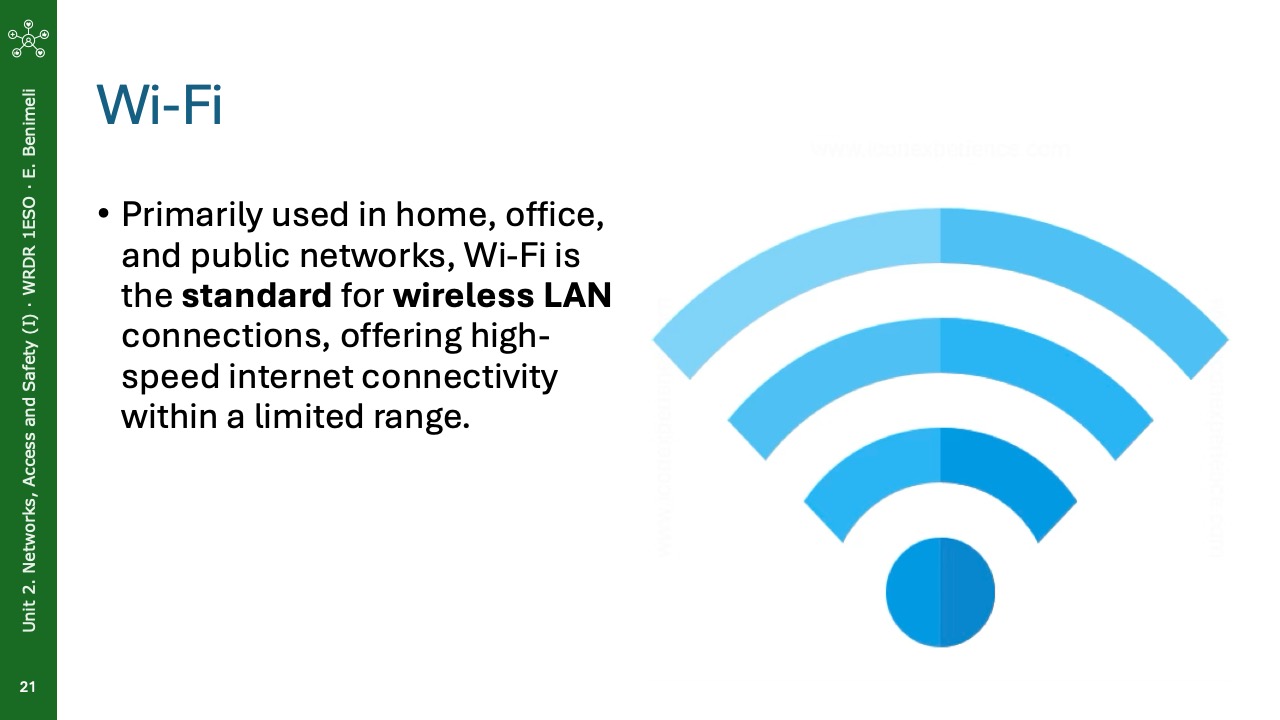 Wi-Fi
• Primarily used in home, office,
and public networks, Wi-Fi is
the standard for wireless LAN
connections, offering high-
speed internet connectivity
within a limited range.
Unit 2. Networks, Access and Safety (I) · WRDR 1ESO · E. Benimeli
21